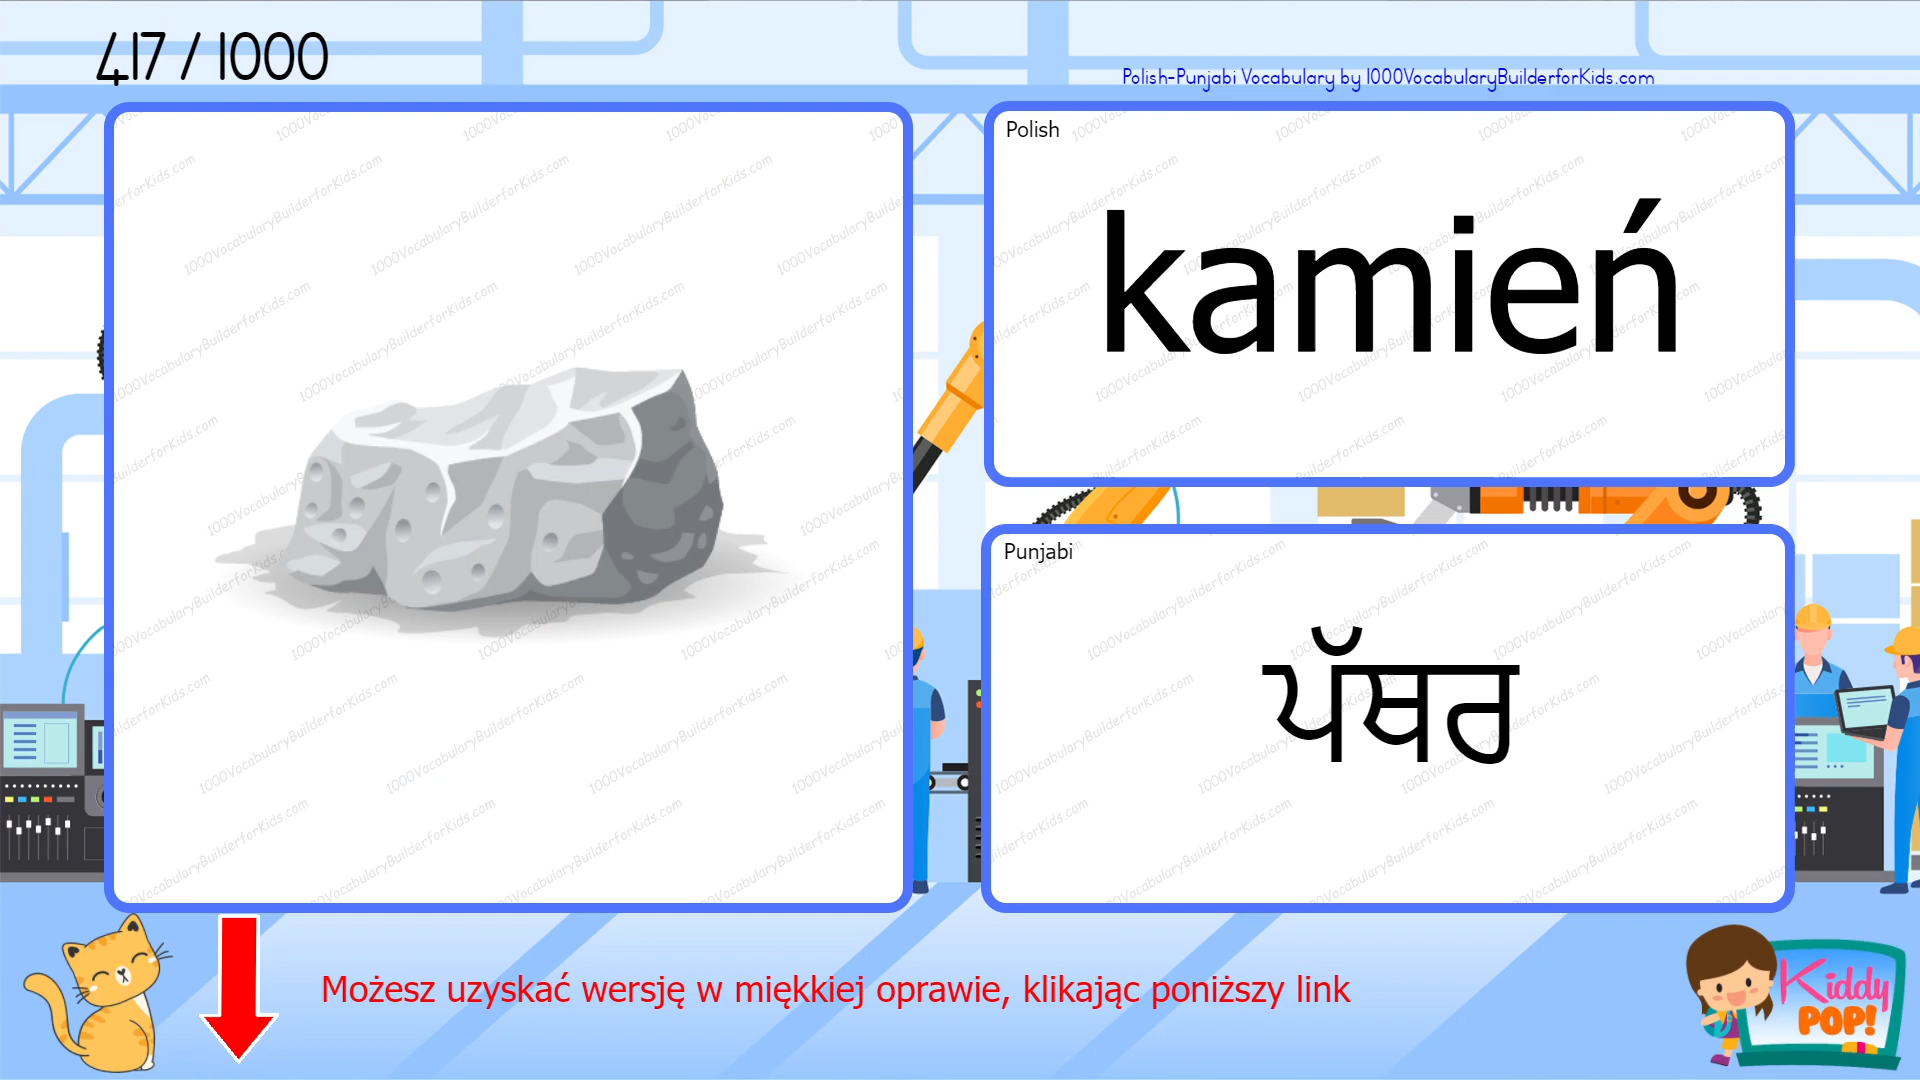 417 / 1000
Polish-Punjabi Vocabulary by 1000VocabularyBuilderforKids.com
Polish
kamień
Punjabi
ਪੱਥਰ
Możesz uzyskać wersję w miękkiej oprawie, klikając poniższy link
Kiddy
POP!